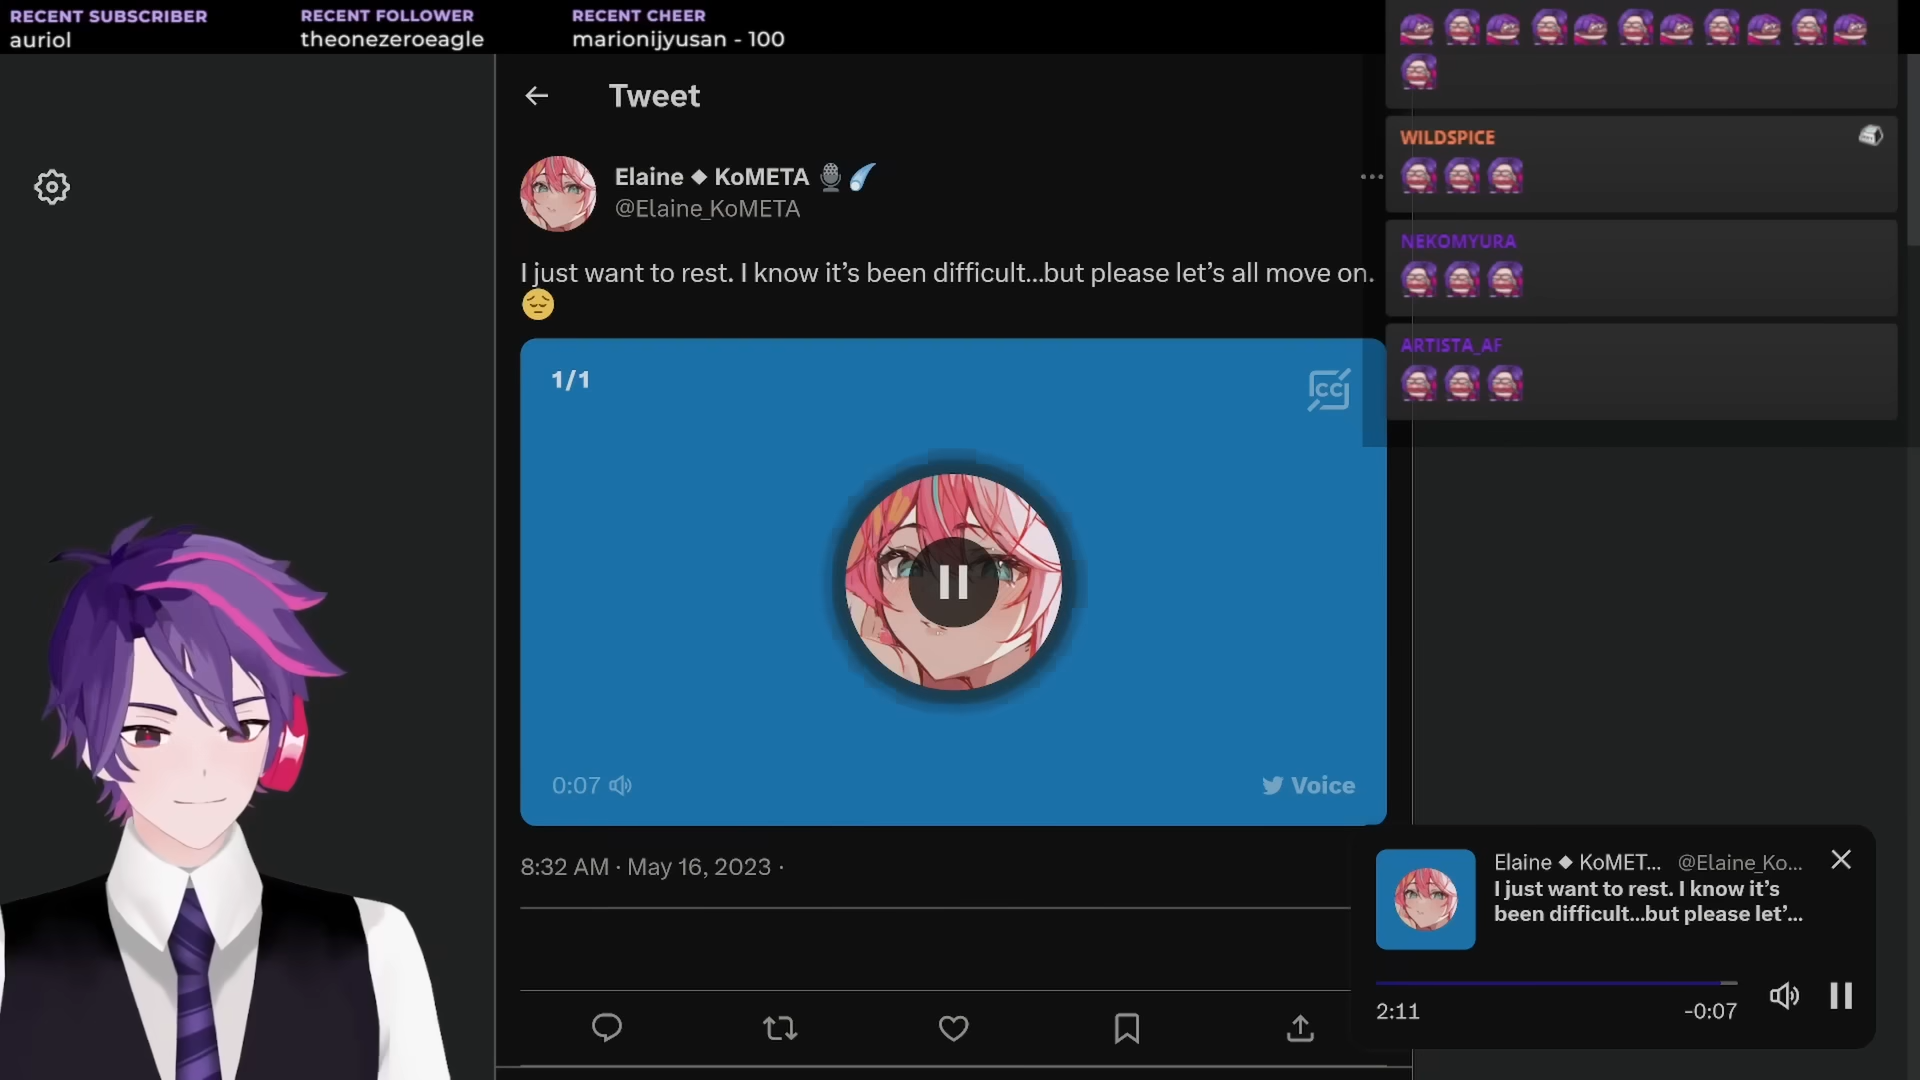 RECENT SUBSCRIBER
auriol
RECENT FOLLOWER
theonezeroeagle
RECENT CHEER
marionijyusan - 100
Tweet
Elaine ◆ KoMETA 🎙️☄️
@Elaine_KoMETA
I just want to rest. I know it’s been difficult...but please let’s all move on.
😔
1/1
CC
0:07
Voice
8:32 AM · May 16, 2023 ·
WILDSPICE
NEKOMYURA
ARTISTA_AF
Elaine ◆ KoMET... @Elaine_Ko...
I just want to rest. I know it’s
been difficult...but please let’...
2:11
-0:07